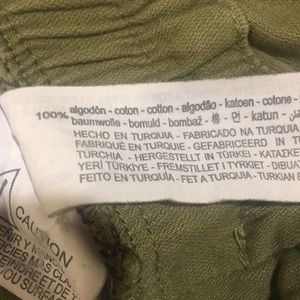 100% algodón - coton - cotton - algodão - katoen - cotone -
baumwolle - bomuld - bombaž - 棉 - 면 - katun -
HECHO EN TURQUIA - FABRICADO NA TURQUIA
FABRIQUÉ EN TURQUIE - GEFABRICEERD IN T
TURCHIA - HERGESTELLT IN TÜRKEI - ΚΑΤΑΣΚΕ
YERİ TÜRKİYE - FREMSTILLET I TYRKIET - DIBUAT
FEITO EN TURQUÍA - FET A TURQUIA - TURKIAN
CAUTION